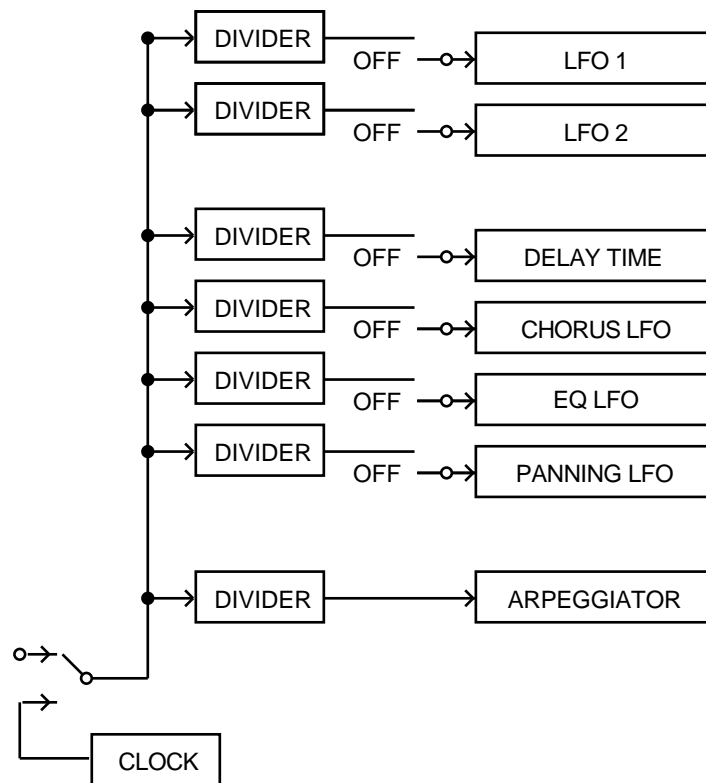 DIVIDER
OFF
LFO 1
DIVIDER
OFF
LFO 2
DIVIDER
OFF
DELAY TIME
DIVIDER
OFF
CHORUS LFO
DIVIDER
OFF
EQ LFO
DIVIDER
OFF
PANNING LFO
DIVIDER
ARPEGGIATOR
CLOCK